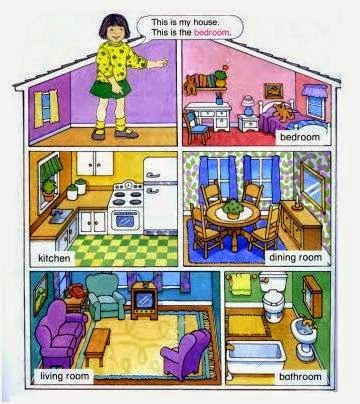 This is my house.
This is the bedroom.
bedroom
kitchen
dining room
living room
bathroom